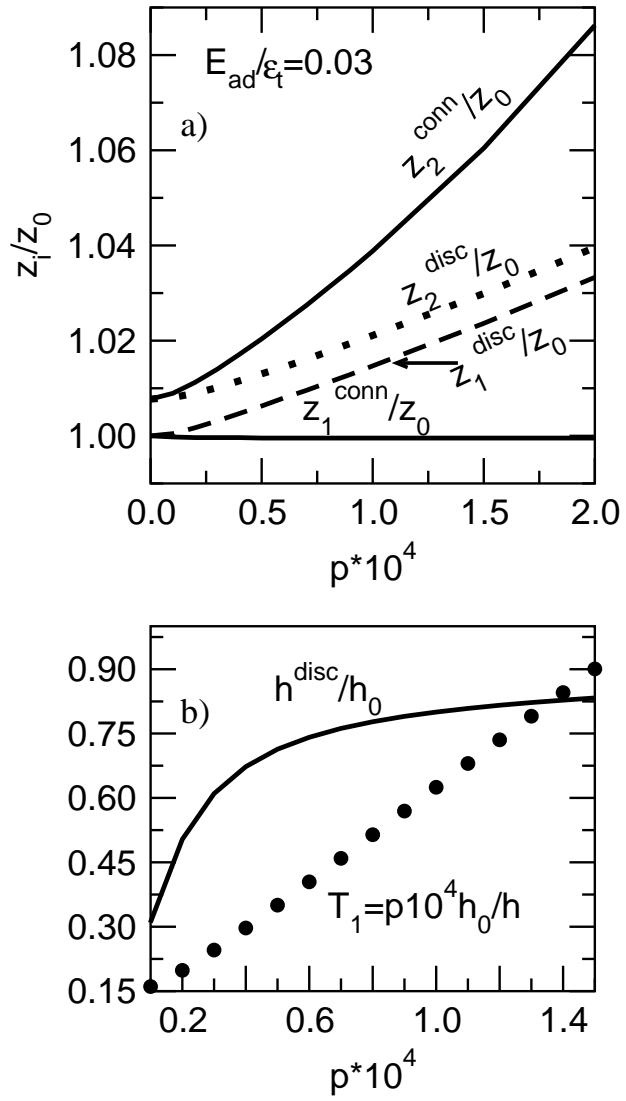 1.08
E_ad/ε_t=0.03
a)
z_2^conn/z_0
1.06
z_i/z_0
1.04
z_2^disc/z_0
1.02
z_1^disc/z_0
z_1^conn/z_0
1.00
0.0 0.5 1.0 1.5 2.0
p*10^4
0.90
h^disc/h_0
b)
0.75
0.60
0.45
T_1=p10^4h_0/h
0.30
0.15
0.2 0.6 1.0 1.4
p*10^4